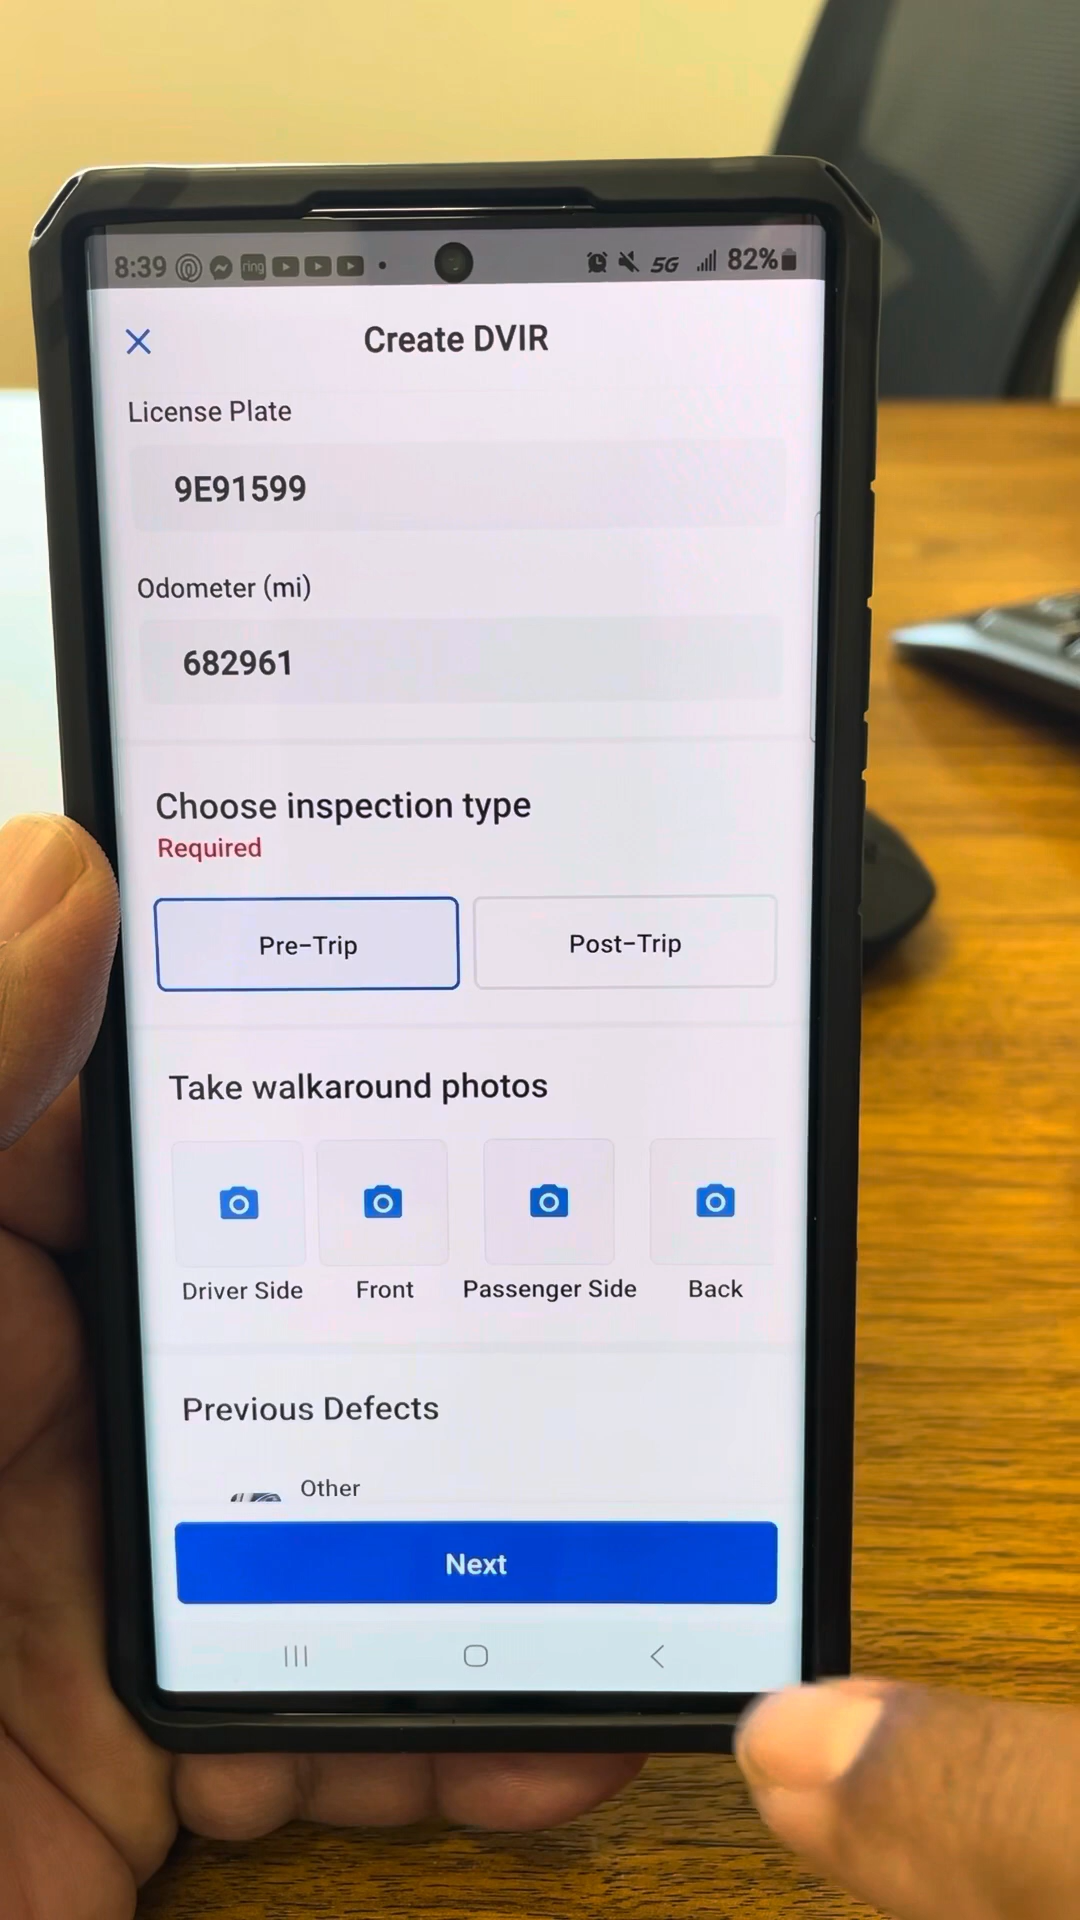 8:39 ring 5G 82%
Create DVIR
License Plate
9E91599
Odometer (mi)
682961
Choose inspection type
Required
Pre-Trip Post-Trip
Take walkaround photos
Driver Side Front Passenger Side Back
Previous Defects
Other
Next